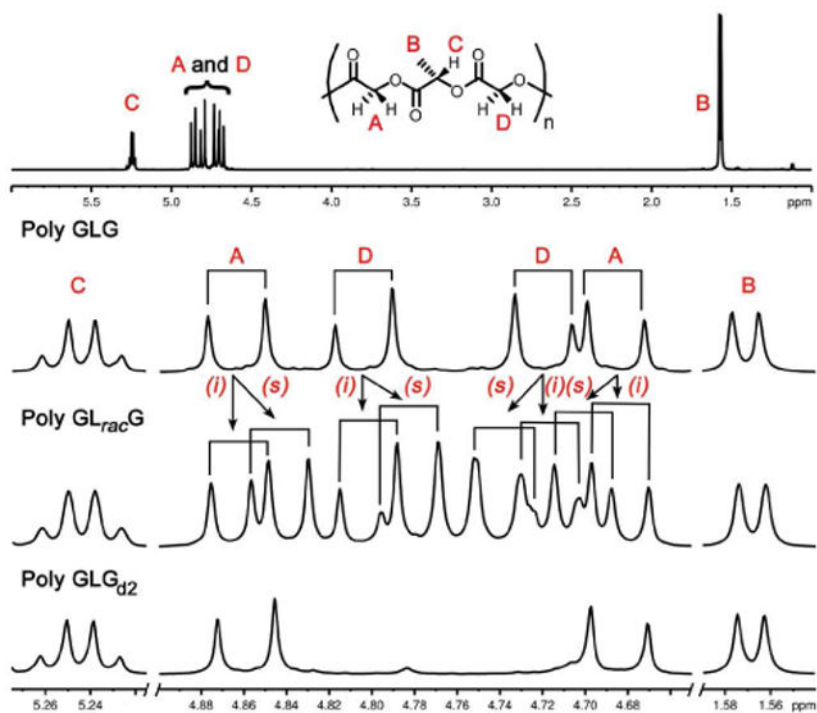 A and D
C
B
B C
O H O
O O O
O n
H H H H
A D
5.5 5.0 4.5 4.0 3.5 3.0 2.5 2.0 1.5 ppm
Poly GLG
C A D D A B
(i) (s) (i) (s) (s) (i)(s) (i)
Poly GLracG
Poly GLGd2
5.26 5.24 4.88 4.86 4.84 4.82 4.80 4.78 4.76 4.74 4.72 4.70 4.68 1.58 1.56 ppm